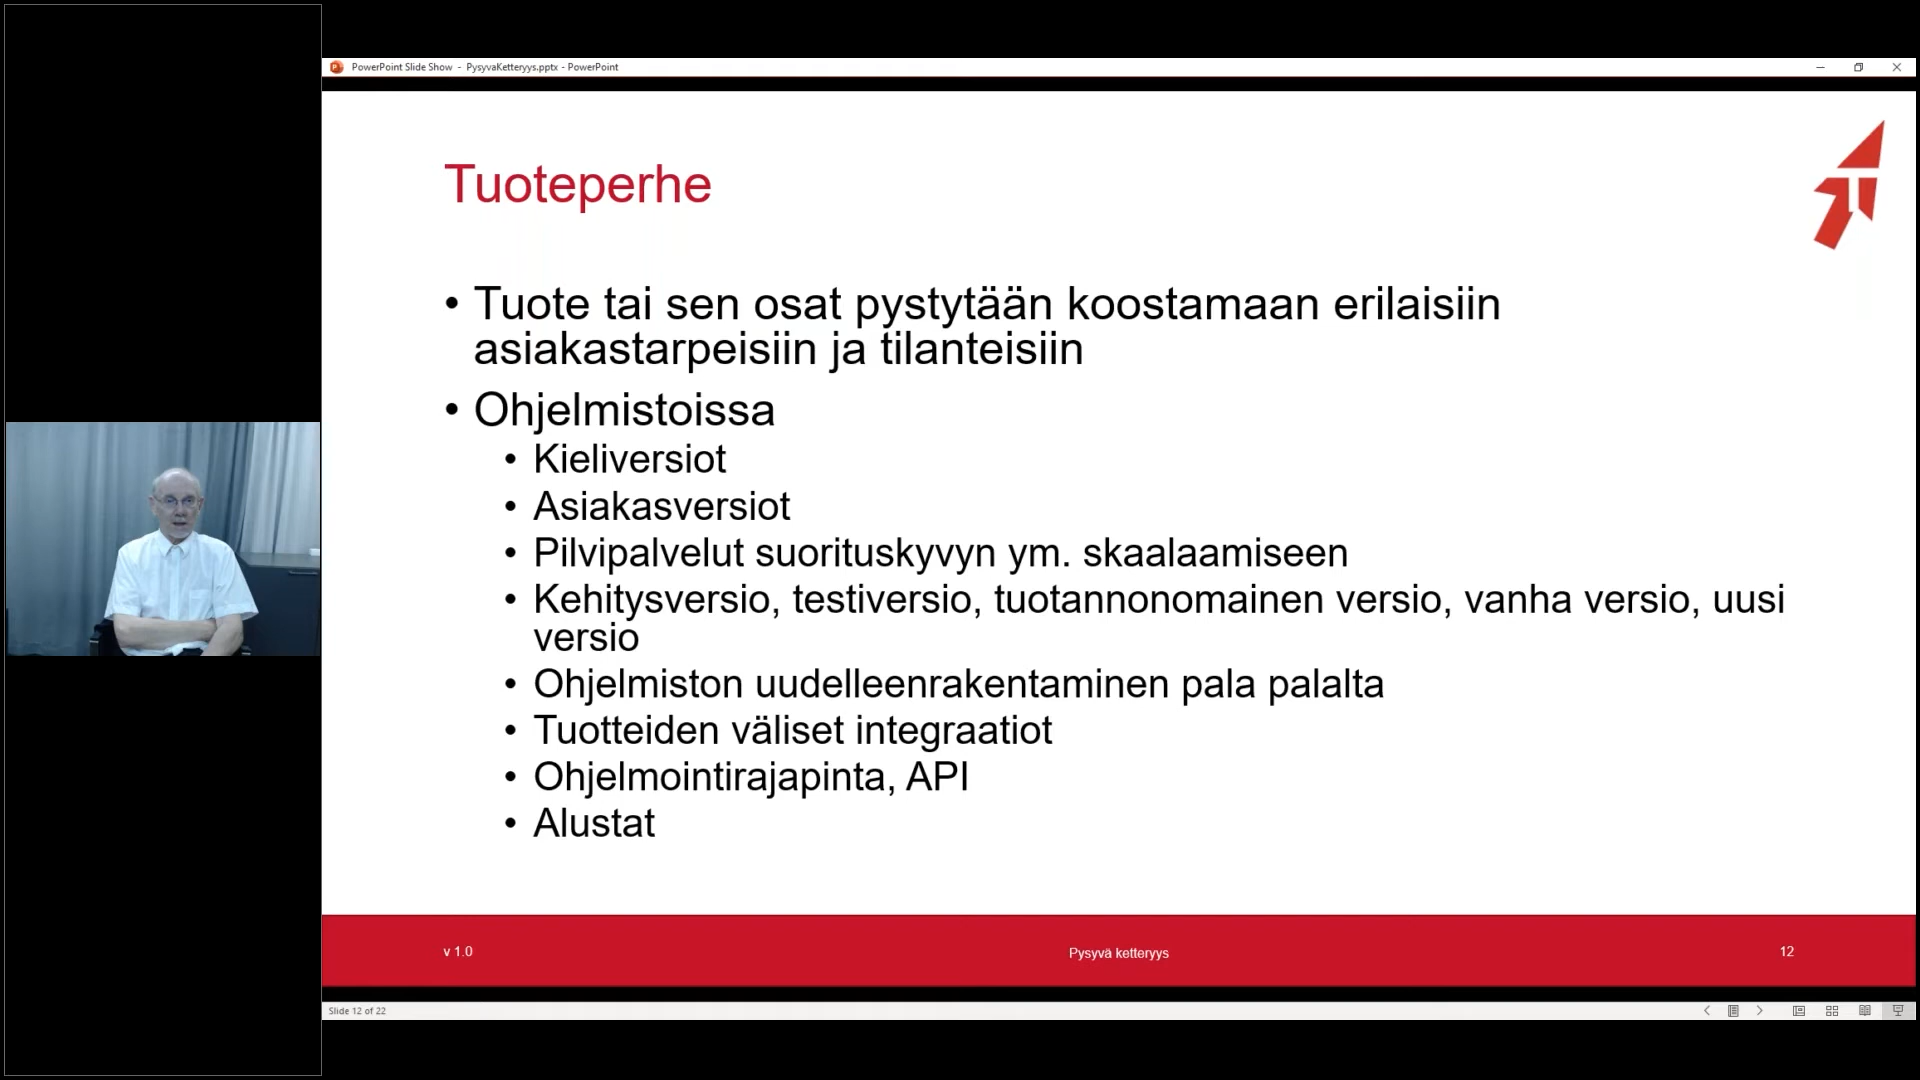 PowerPoint Slide Show - PysyvaKetteryys.pptx - PowerPoint
Tuoteperhe
• Tuote tai sen osat pystytään koostamaan erilaisiin
asiakastarpeisiin ja tilanteisiin
• Ohjelmistoissa
• Kieliversiot
• Asiakasversiot
• Pilvipalvelut suorituskyvyn ym. skaalaamiseen
• Kehitysversio, testiversio, tuotannonomainen versio, vanha versio, uusi
versio
• Ohjelmiston uudelleenrakentaminen pala palalta
• Tuotteiden väliset integraatiot
• Ohjelmointirajapinta, API
• Alustat
v 1.0
Pysyvä ketteryys
12
Slide 12 of 22